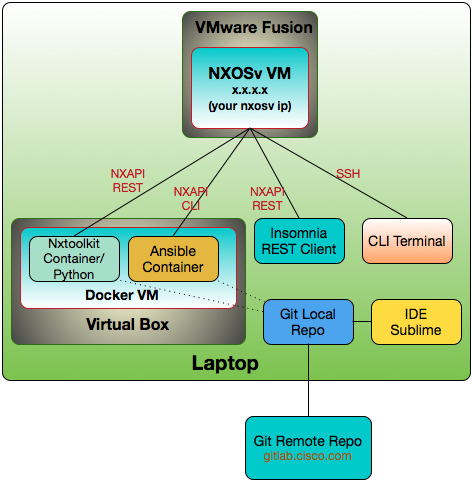 VMware Fusion
NXOSv VM
x.x.x.x
(your nxosv ip)
NXAPI
REST
NXAPI
CLI
NXAPI
REST
SSH
Nxtoolkit
Container/
Python
Ansible
Container
Insomnia
REST Client
CLI Terminal
Docker VM
Virtual Box
Git Local
Repo
IDE
Sublime
Laptop
Git Remote Repo
gitlab.cisco.com